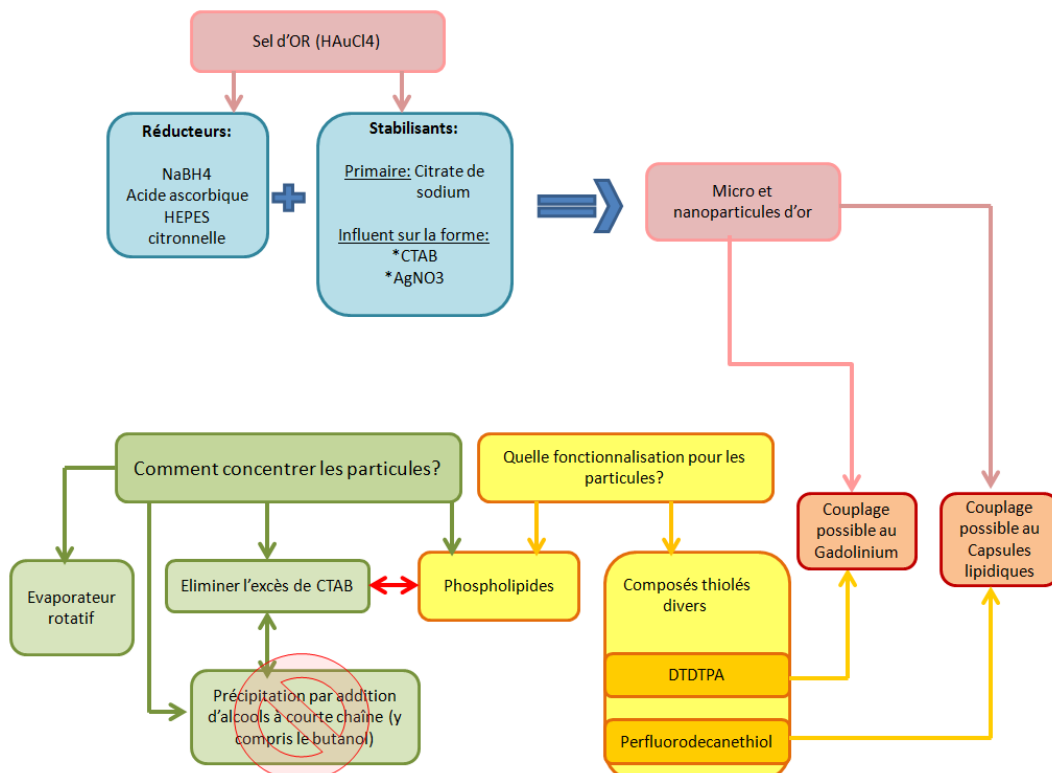 Sel d'OR (HAuCl4)
Réducteurs:
NaBH4
Acide ascorbique
HEPES
citronnelle
Stabilisants:
Primaire: Citrate de
sodium
Influent sur la forme:
*CTAB
*AgNO3
Micro et
nanoparticules d'or
Comment concentrer les particules?
Quelle fonctionnalisation pour les
particules?
Couplage
possible au
Gadolinium
Couplage
possible au
Capsules
lipidiques
Evaporateur
rotatif
Eliminer l'excès de CTAB
Phospholipides
Composés thiolés
divers
DTDTPA
Perfluorodecanethiol
Précipitation par addition
d'alcools à courte chaîne (y
compris le butanol)